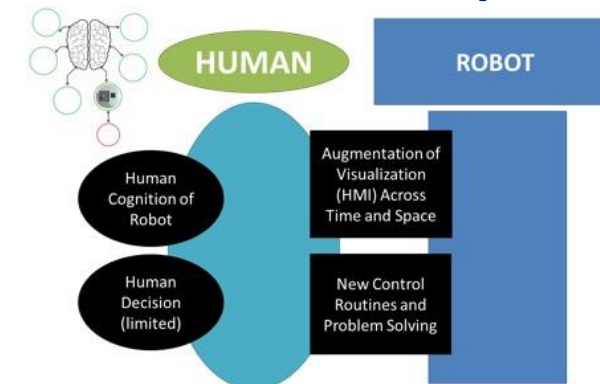 HUMAN
ROBOT
Human
Cognition of
Robot
Augmentation of
Visualization
(HMI) Across
Time and Space
Human
Decision
(limited)
New Control
Routines and
Problem Solving